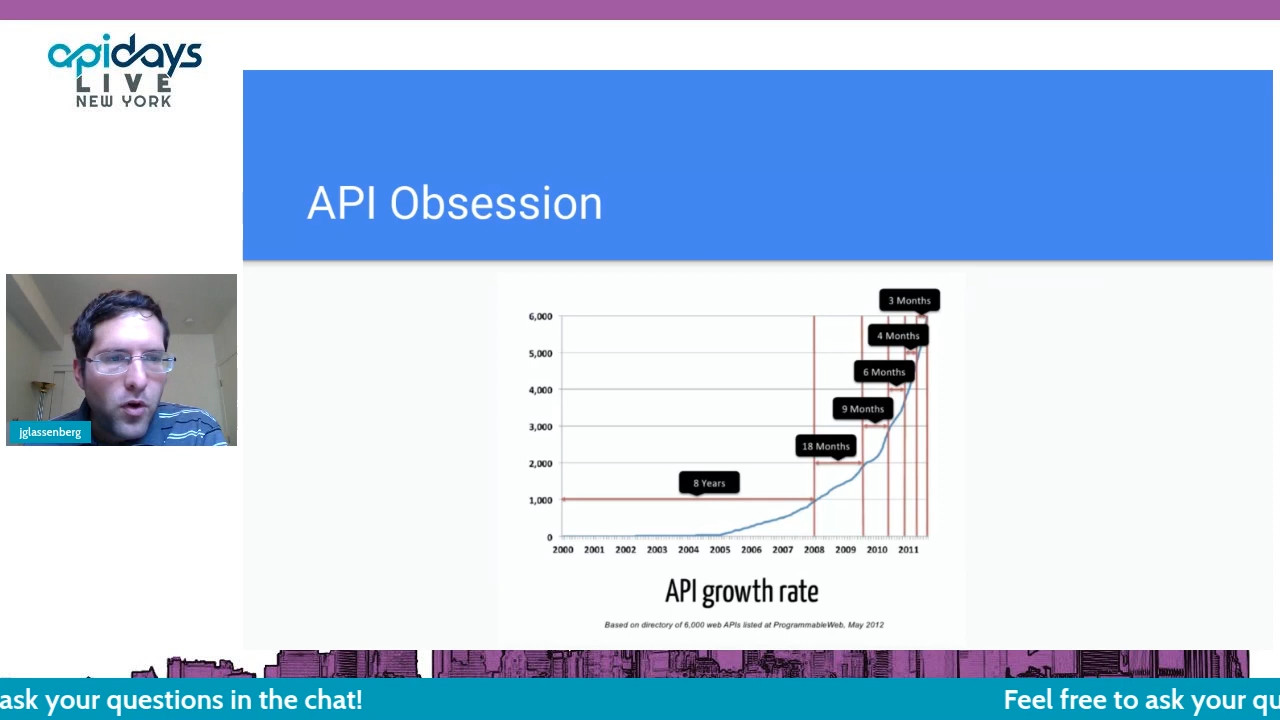 apidays
LIVE
NEW YORK
API Obsession
jglassenberg
3 Months
6,000
4 Months
5,000
6 Months
4,000
9 Months
3,000
18 Months
2,000
8 Years
1,000
0
2000 2001 2002 2003 2004 2005 2006 2007 2008 2009 2010 2011
API growth rate
Based on directory of 6,000 web APIs listed at ProgrammableWeb, May 2012
ask your questions in the chat!
Feel free to ask your qu